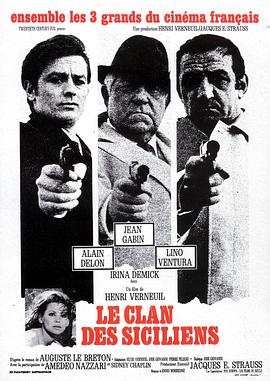 ensemble les 3 grands du cinéma français
TWENTIETH CENTURY-FOX présente
Une production HENRI VERNEUIL/JACQUES E. STRAUSS
JEAN
GABIN
ALAIN
DELON
LINO
VENTURA
IRINA DEMICK
Un film de
HENRI VERNEUIL
LE CLAN
DES SICILIENS
D'après le roman de
AUGUSTE LE BRETON
Avec la participation de
AMEDEO NAZZARI et SIDNEY CHAPLIN
Producteur Exécutif JACQUES E. STRAUSS